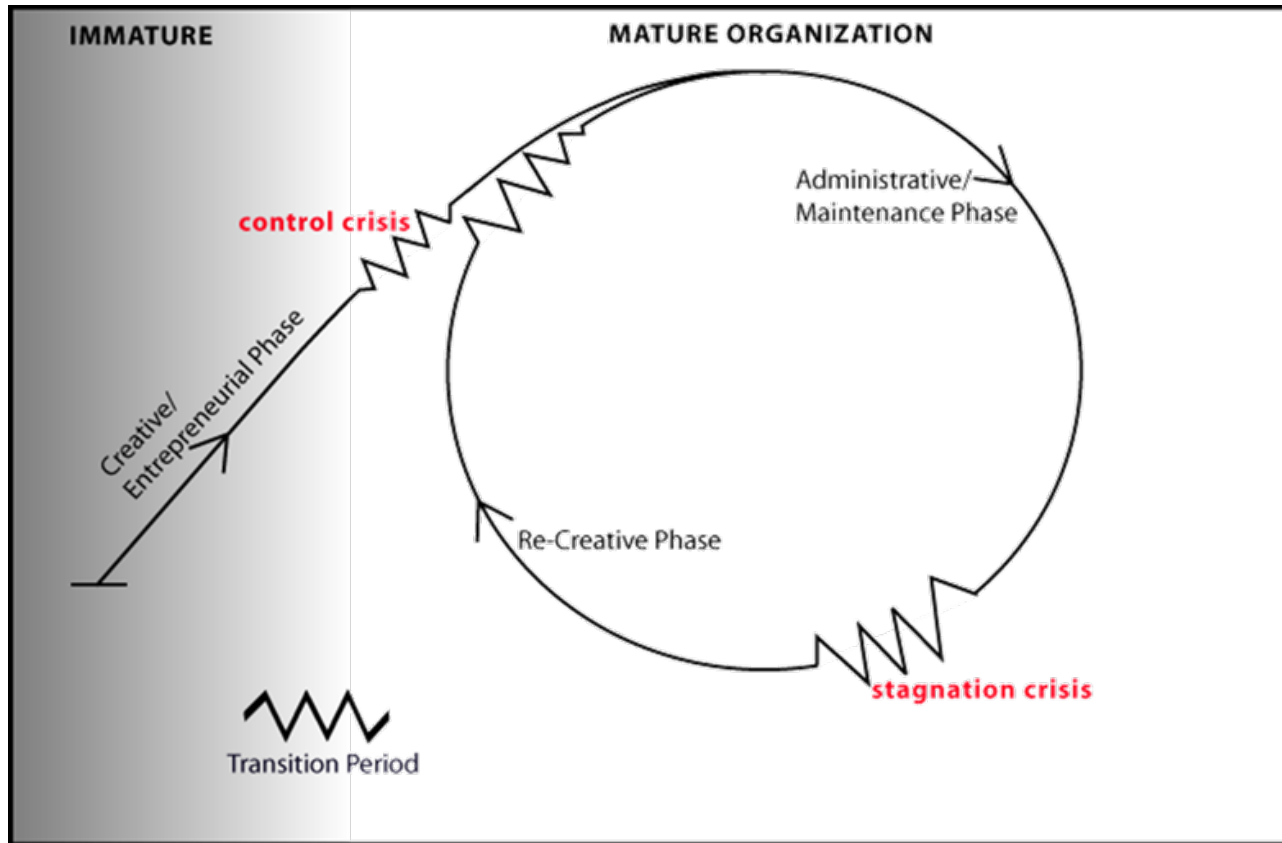 IMMATURE
MATURE ORGANIZATION
control crisis
Administrative/
Maintenance Phase
Creative/
Entrepreneurial Phase
Re-Creative Phase
stagnation crisis
Transition Period